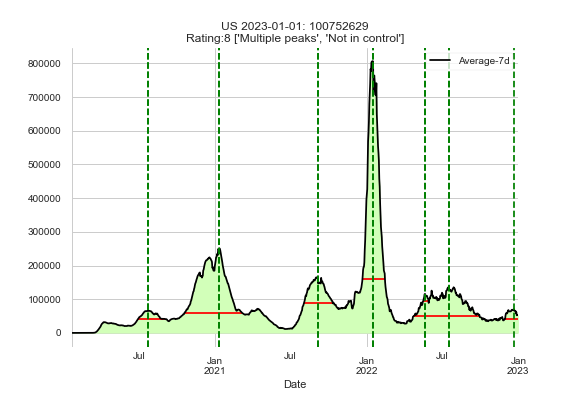 US 2023-01-01: 100752629
Rating:8 ['Multiple peaks', 'Not in control']
Average-7d
800000
700000
600000
500000
400000
300000
200000
100000
0
Jul
Jan
2021
Jul
Jan
2022
Jul
Jan
2023
Date